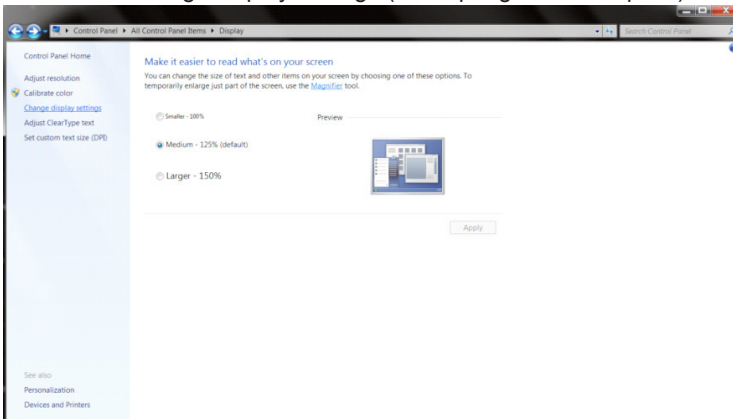 Control Panel ▸ All Control Panel Items ▸ Display
Search Control Panel
Control Panel Home
Adjust resolution
Calibrate color
Change display settings
Adjust ClearType text
Set custom text size (DPI)
Make it easier to read what's on your screen
You can change the size of text and other items on your screen by choosing one of these options. To
temporarily enlarge just part of the screen, use the Magnifier tool.
Smaller - 100%
Preview
Medium - 125% (default)
Larger - 150%
Apply
See also
Personalization
Devices and Printers